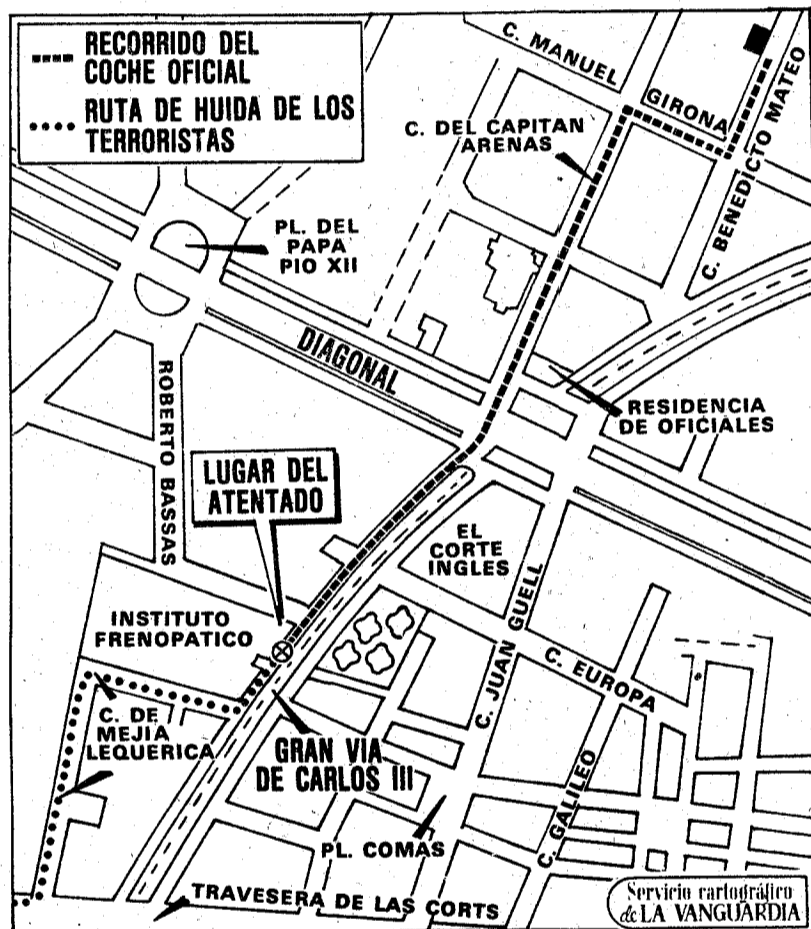 RECORRIDO DEL
COCHE OFICIAL
RUTA DE HUIDA DE LOS
TERRORISTAS
C. MANUEL
GIRONA
C. DEL CAPITAN
ARENAS
C. BENEDICTO MATEO
PL. DEL
PAPA
PIO XII
DIAGONAL
RESIDENCIA
DE OFICIALES
ROBERTO BASSAS
LUGAR DEL
ATENTADO
EL
CORTE
INGLES
INSTITUTO
FRENOPATICO
C. JUAN GUELL
C. EUROPA
C. DE
MEJIA
LEQUERICA
GRAN VIA
DE CARLOS III
C. GALILEO
PL. COMAS
TRAVESERA DE LAS CORTS
Servicio cartográfico
de LA VANGUARDIA